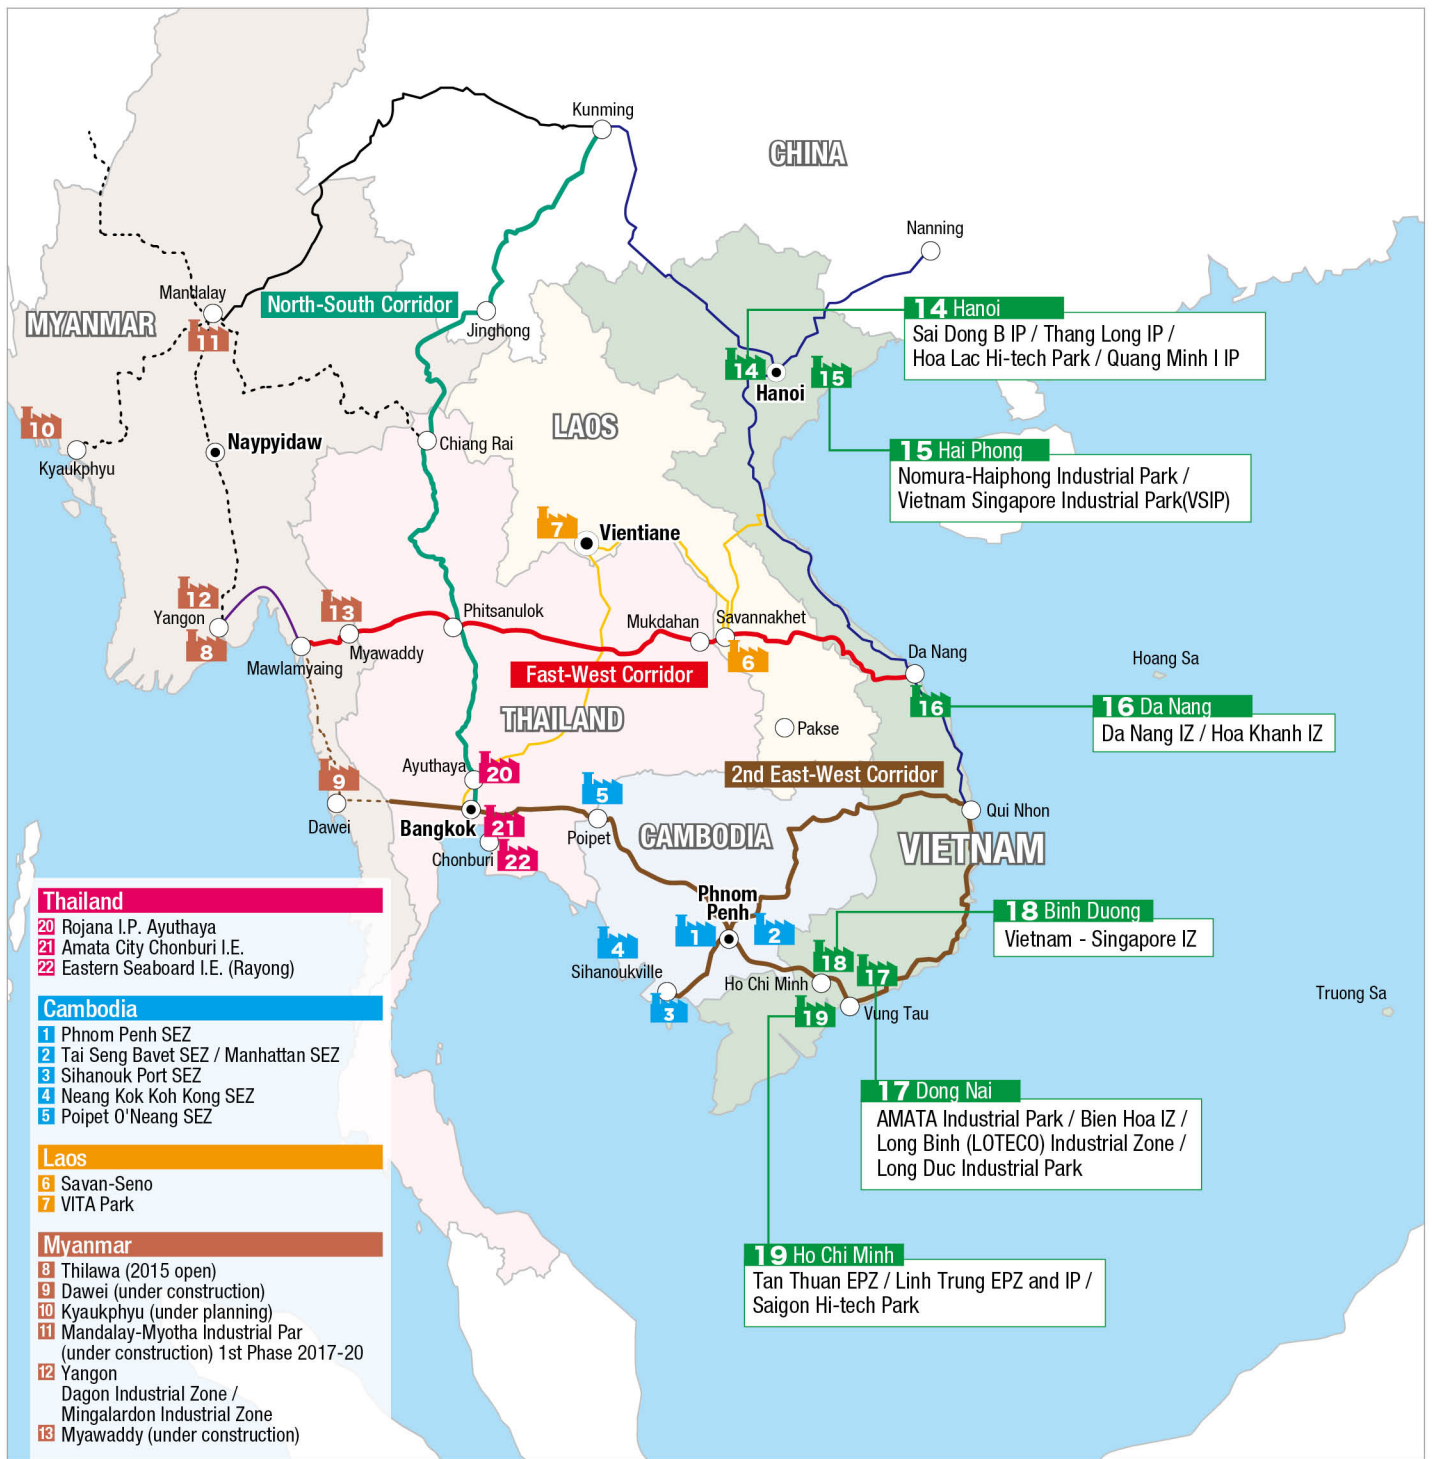 Kunming
CHINA
Nanning
Mandalay
North-South Corridor
MYANMAR
11
Jinghong
14 Hanoi
Sai Dong B IP / Thang Long IP /
Hoa Lac Hi-tech Park / Quang Minh I IP
14
15
Hanoi
10
LAOS
Naypyidaw
Chiang Rai
Kyaukphyu
15 Hai Phong
Nomura-Haiphong Industrial Park /
Vietnam Singapore Industrial Park(VSIP)
7
Vientiane
12
Yangon
13
Phitsanulok
Mukdahan
Savannakhet
8
Myawaddy
Mawlamyaing
6
Da Nang
Hoang Sa
Fast-West Corridor
16
16 Da Nang
Da Nang IZ / Hoa Khanh IZ
THAILAND
Pakse
Ayuthaya
20
9
5
2nd East-West Corridor
Dawei
Bangkok
21
Poipet
CAMBODIA
Qui Nhon
VIETNAM
Chonburi
22
Phnom
Penh
1
2
4
18 Binh Duong
Vietnam - Singapore IZ
Sihanoukville
18
17
Ho Chi Minh
3
19
Vung Tau
Truong Sa
17 Dong Nai
AMATA Industrial Park / Bien Hoa IZ /
Long Binh (LOTECO) Industrial Zone /
Long Duc Industrial Park
19 Ho Chi Minh
Tan Thuan EPZ / Linh Trung EPZ and IP /
Saigon Hi-tech Park
Thailand
20 Rojana I.P. Ayuthaya
21 Amata City Chonburi I.E.
22 Eastern Seaboard I.E. (Rayong)
Cambodia
1 Phnom Penh SEZ
2 Tai Seng Bavet SEZ / Manhattan SEZ
3 Sihanouk Port SEZ
4 Neang Kok Koh Kong SEZ
5 Poipet O'Neang SEZ
Laos
6 Savan-Seno
7 VITA Park
Myanmar
8 Thilawa (2015 open)
9 Dawei (under construction)
10 Kyaukphyu (under planning)
11 Mandalay-Myotha Industrial Par
(under construction) 1st Phase 2017-20
12 Yangon
Dagon Industrial Zone /
Mingalardon Industrial Zone
13 Myawaddy (under construction)